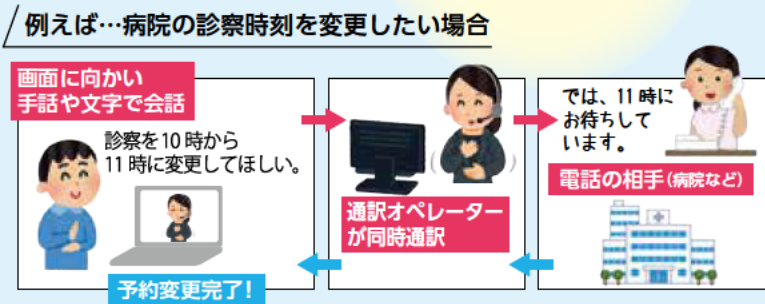 例えば…病院の診察時刻を変更したい場合
画面に向かい
手話や文字で会話
診察を10時から
11時に変更してほしい。
予約変更完了!
通訳オペレーター
が同時通訳
では、11時に
お待ちして
います。
電話の相手(病院など)